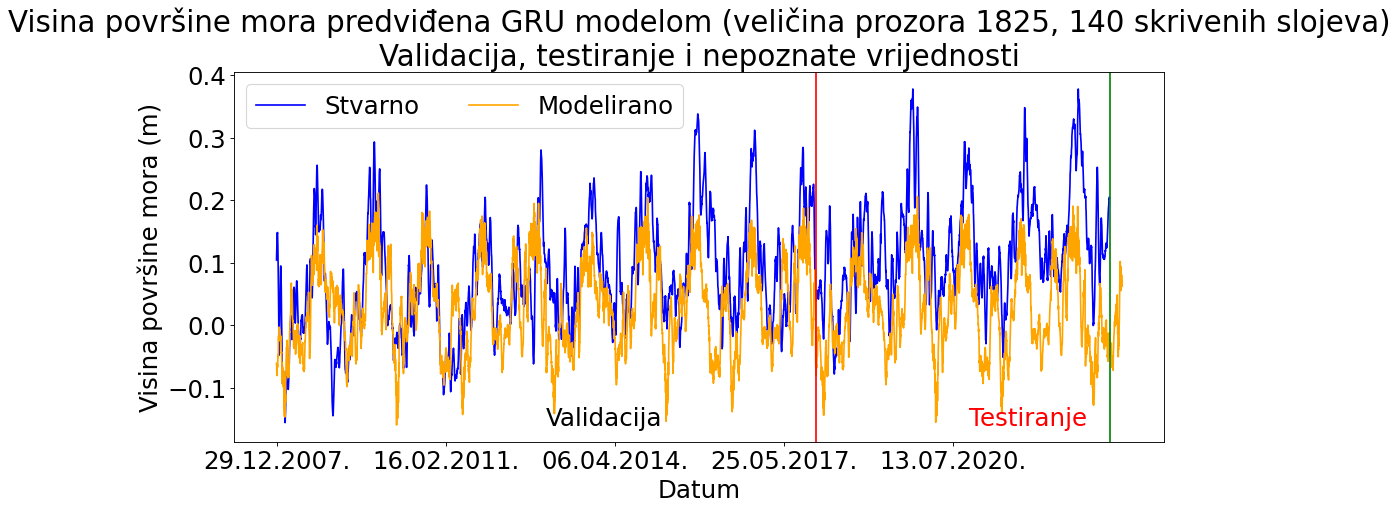 Visina površine mora predviđena GRU modelom (veličina prozora 1825, 140 skrivenih slojeva)
Validacija, testiranje i nepoznate vrijednosti
Stvarno
Modelirano
Visina površine mora (m)
0.4
0.3
0.2
0.1
0.0
−0.1
Validacija
Testiranje
29.12.2007.
16.02.2011.
06.04.2014.
25.05.2017.
13.07.2020.
Datum